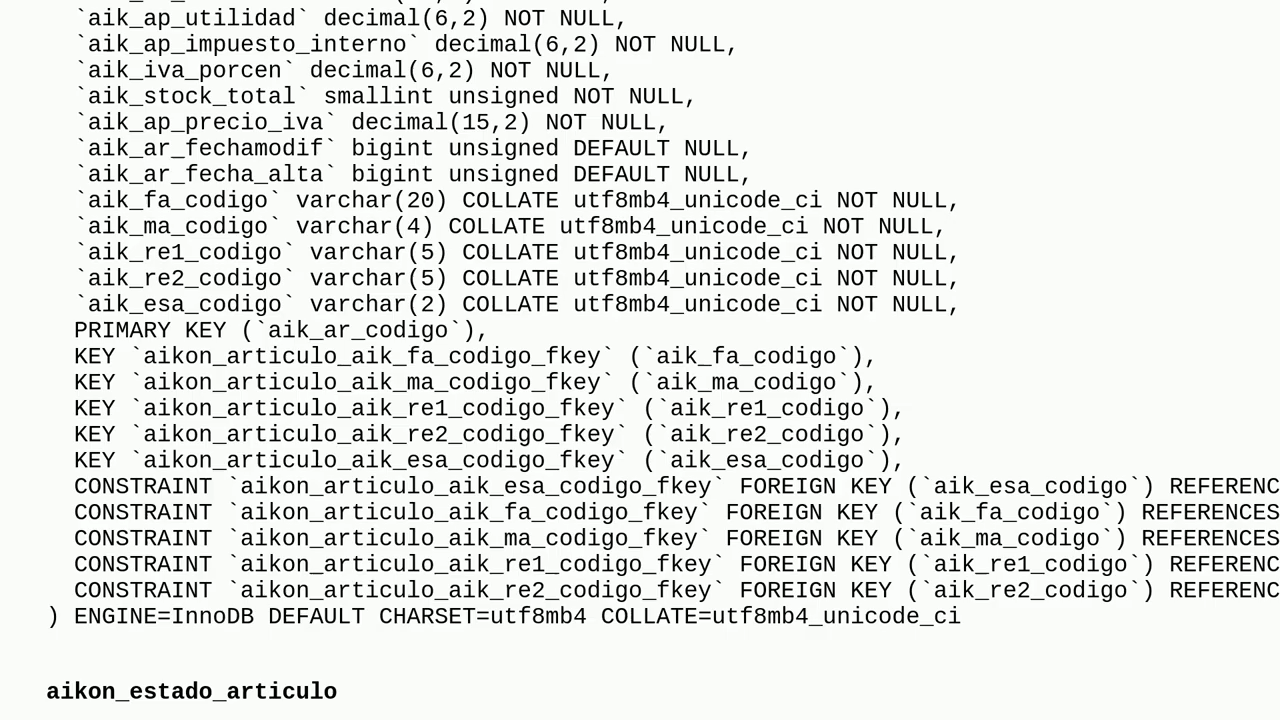 `aik_ap_utilidad` decimal(6,2) NOT NULL,
`aik_ap_impuesto_interno` decimal(6,2) NOT NULL,
`aik_iva_porcen` decimal(6,2) NOT NULL,
`aik_stock_total` smallint unsigned NOT NULL,
`aik_ap_precio_iva` decimal(15,2) NOT NULL,
`aik_ar_fechamodif` bigint unsigned DEFAULT NULL,
`aik_ar_fecha_alta` bigint unsigned DEFAULT NULL,
`aik_fa_codigo` varchar(20) COLLATE utf8mb4_unicode_ci NOT NULL,
`aik_ma_codigo` varchar(4) COLLATE utf8mb4_unicode_ci NOT NULL,
`aik_re1_codigo` varchar(5) COLLATE utf8mb4_unicode_ci NOT NULL,
`aik_re2_codigo` varchar(5) COLLATE utf8mb4_unicode_ci NOT NULL,
`aik_esa_codigo` varchar(2) COLLATE utf8mb4_unicode_ci NOT NULL,
PRIMARY KEY (`aik_ar_codigo`),
KEY `aikon_articulo_aik_fa_codigo_fkey` (`aik_fa_codigo`),
KEY `aikon_articulo_aik_ma_codigo_fkey` (`aik_ma_codigo`),
KEY `aikon_articulo_aik_re1_codigo_fkey` (`aik_re1_codigo`),
KEY `aikon_articulo_aik_re2_codigo_fkey` (`aik_re2_codigo`),
KEY `aikon_articulo_aik_esa_codigo_fkey` (`aik_esa_codigo`),
CONSTRAINT `aikon_articulo_aik_esa_codigo_fkey` FOREIGN KEY (`aik_esa_codigo`) REFERENC
CONSTRAINT `aikon_articulo_aik_fa_codigo_fkey` FOREIGN KEY (`aik_fa_codigo`) REFERENCES
CONSTRAINT `aikon_articulo_aik_ma_codigo_fkey` FOREIGN KEY (`aik_ma_codigo`) REFERENCES
CONSTRAINT `aikon_articulo_aik_re1_codigo_fkey` FOREIGN KEY (`aik_re1_codigo`) REFERENC
CONSTRAINT `aikon_articulo_aik_re2_codigo_fkey` FOREIGN KEY (`aik_re2_codigo`) REFERENC
) ENGINE=InnoDB DEFAULT CHARSET=utf8mb4 COLLATE=utf8mb4_unicode_ci
aikon_estado_articulo